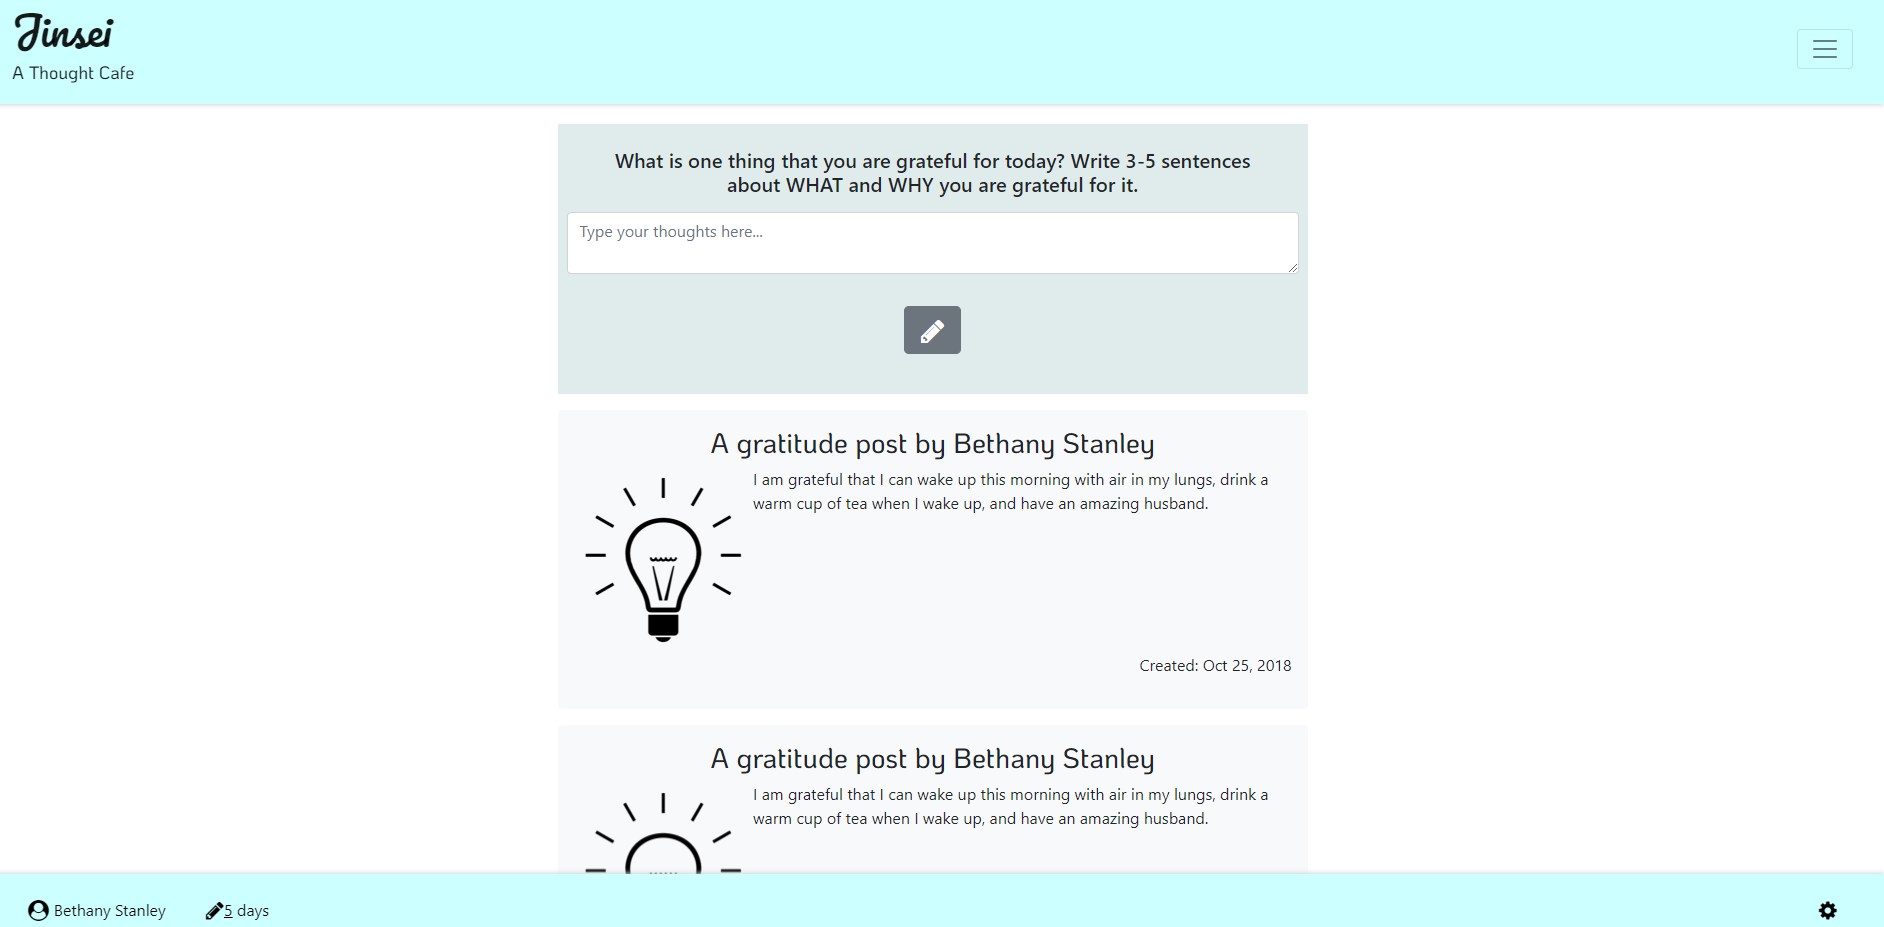 Jinsei
A Thought Cafe
What is one thing that you are grateful for today? Write 3-5 sentences
about WHAT and WHY you are grateful for it.
Type your thoughts here...
A gratitude post by Bethany Stanley
I am grateful that I can wake up this morning with air in my lungs, drink a
warm cup of tea when I wake up, and have an amazing husband.
Created: Oct 25, 2018
A gratitude post by Bethany Stanley
I am grateful that I can wake up this morning with air in my lungs, drink a
warm cup of tea when I wake up, and have an amazing husband.
Bethany Stanley
5 days